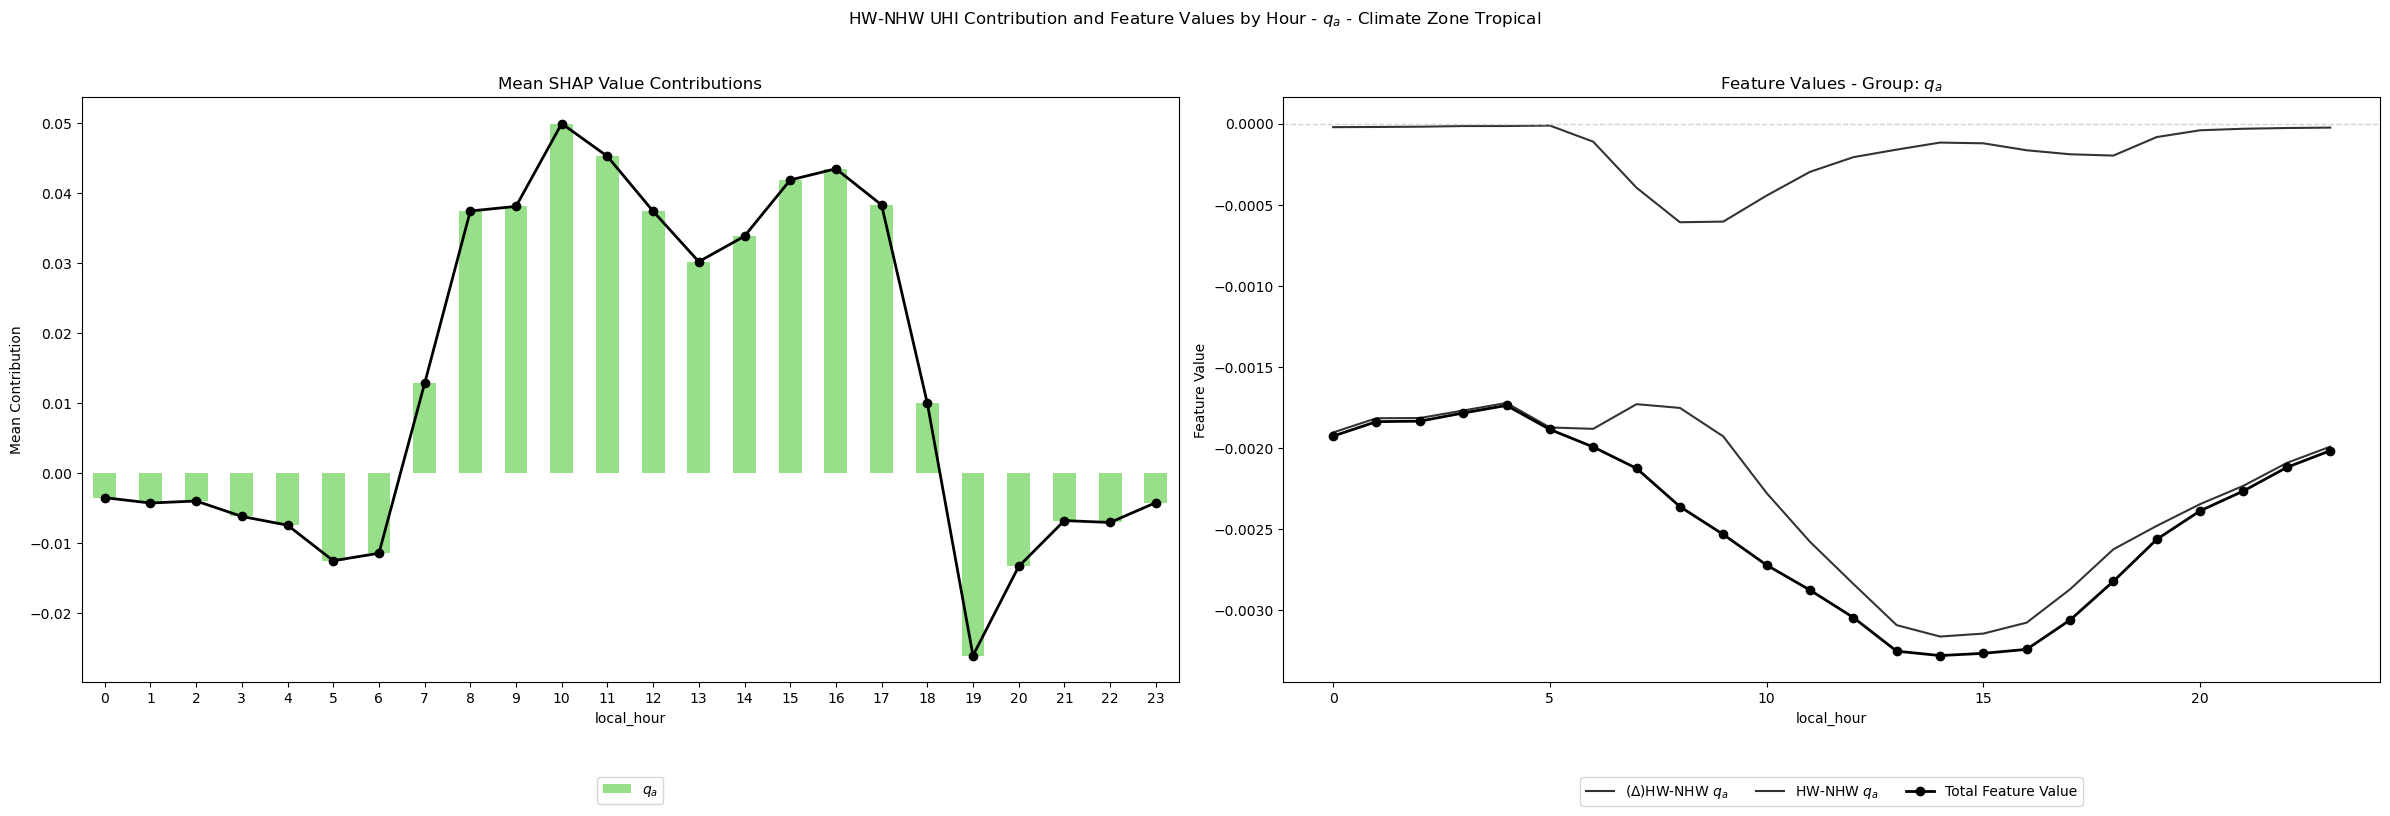 HW-NHW UHI Contribution and Feature Values by Hour - qₐ - Climate Zone Tropical
Mean SHAP Value Contributions
Mean Contribution
0.05
0.04
0.03
0.02
0.01
0.00
−0.01
−0.02
0 1 2 3 4 5 6 7 8 9 10 11 12 13 14 15 16 17 18 19 20 21 22 23
local_hour
qₐ
Feature Values - Group: qₐ
Feature Value
0.0000
−0.0005
−0.0010
−0.0015
−0.0020
−0.0025
−0.0030
0 5 10 15 20
local_hour
(Δ)HW-NHW qₐ HW-NHW qₐ Total Feature Value